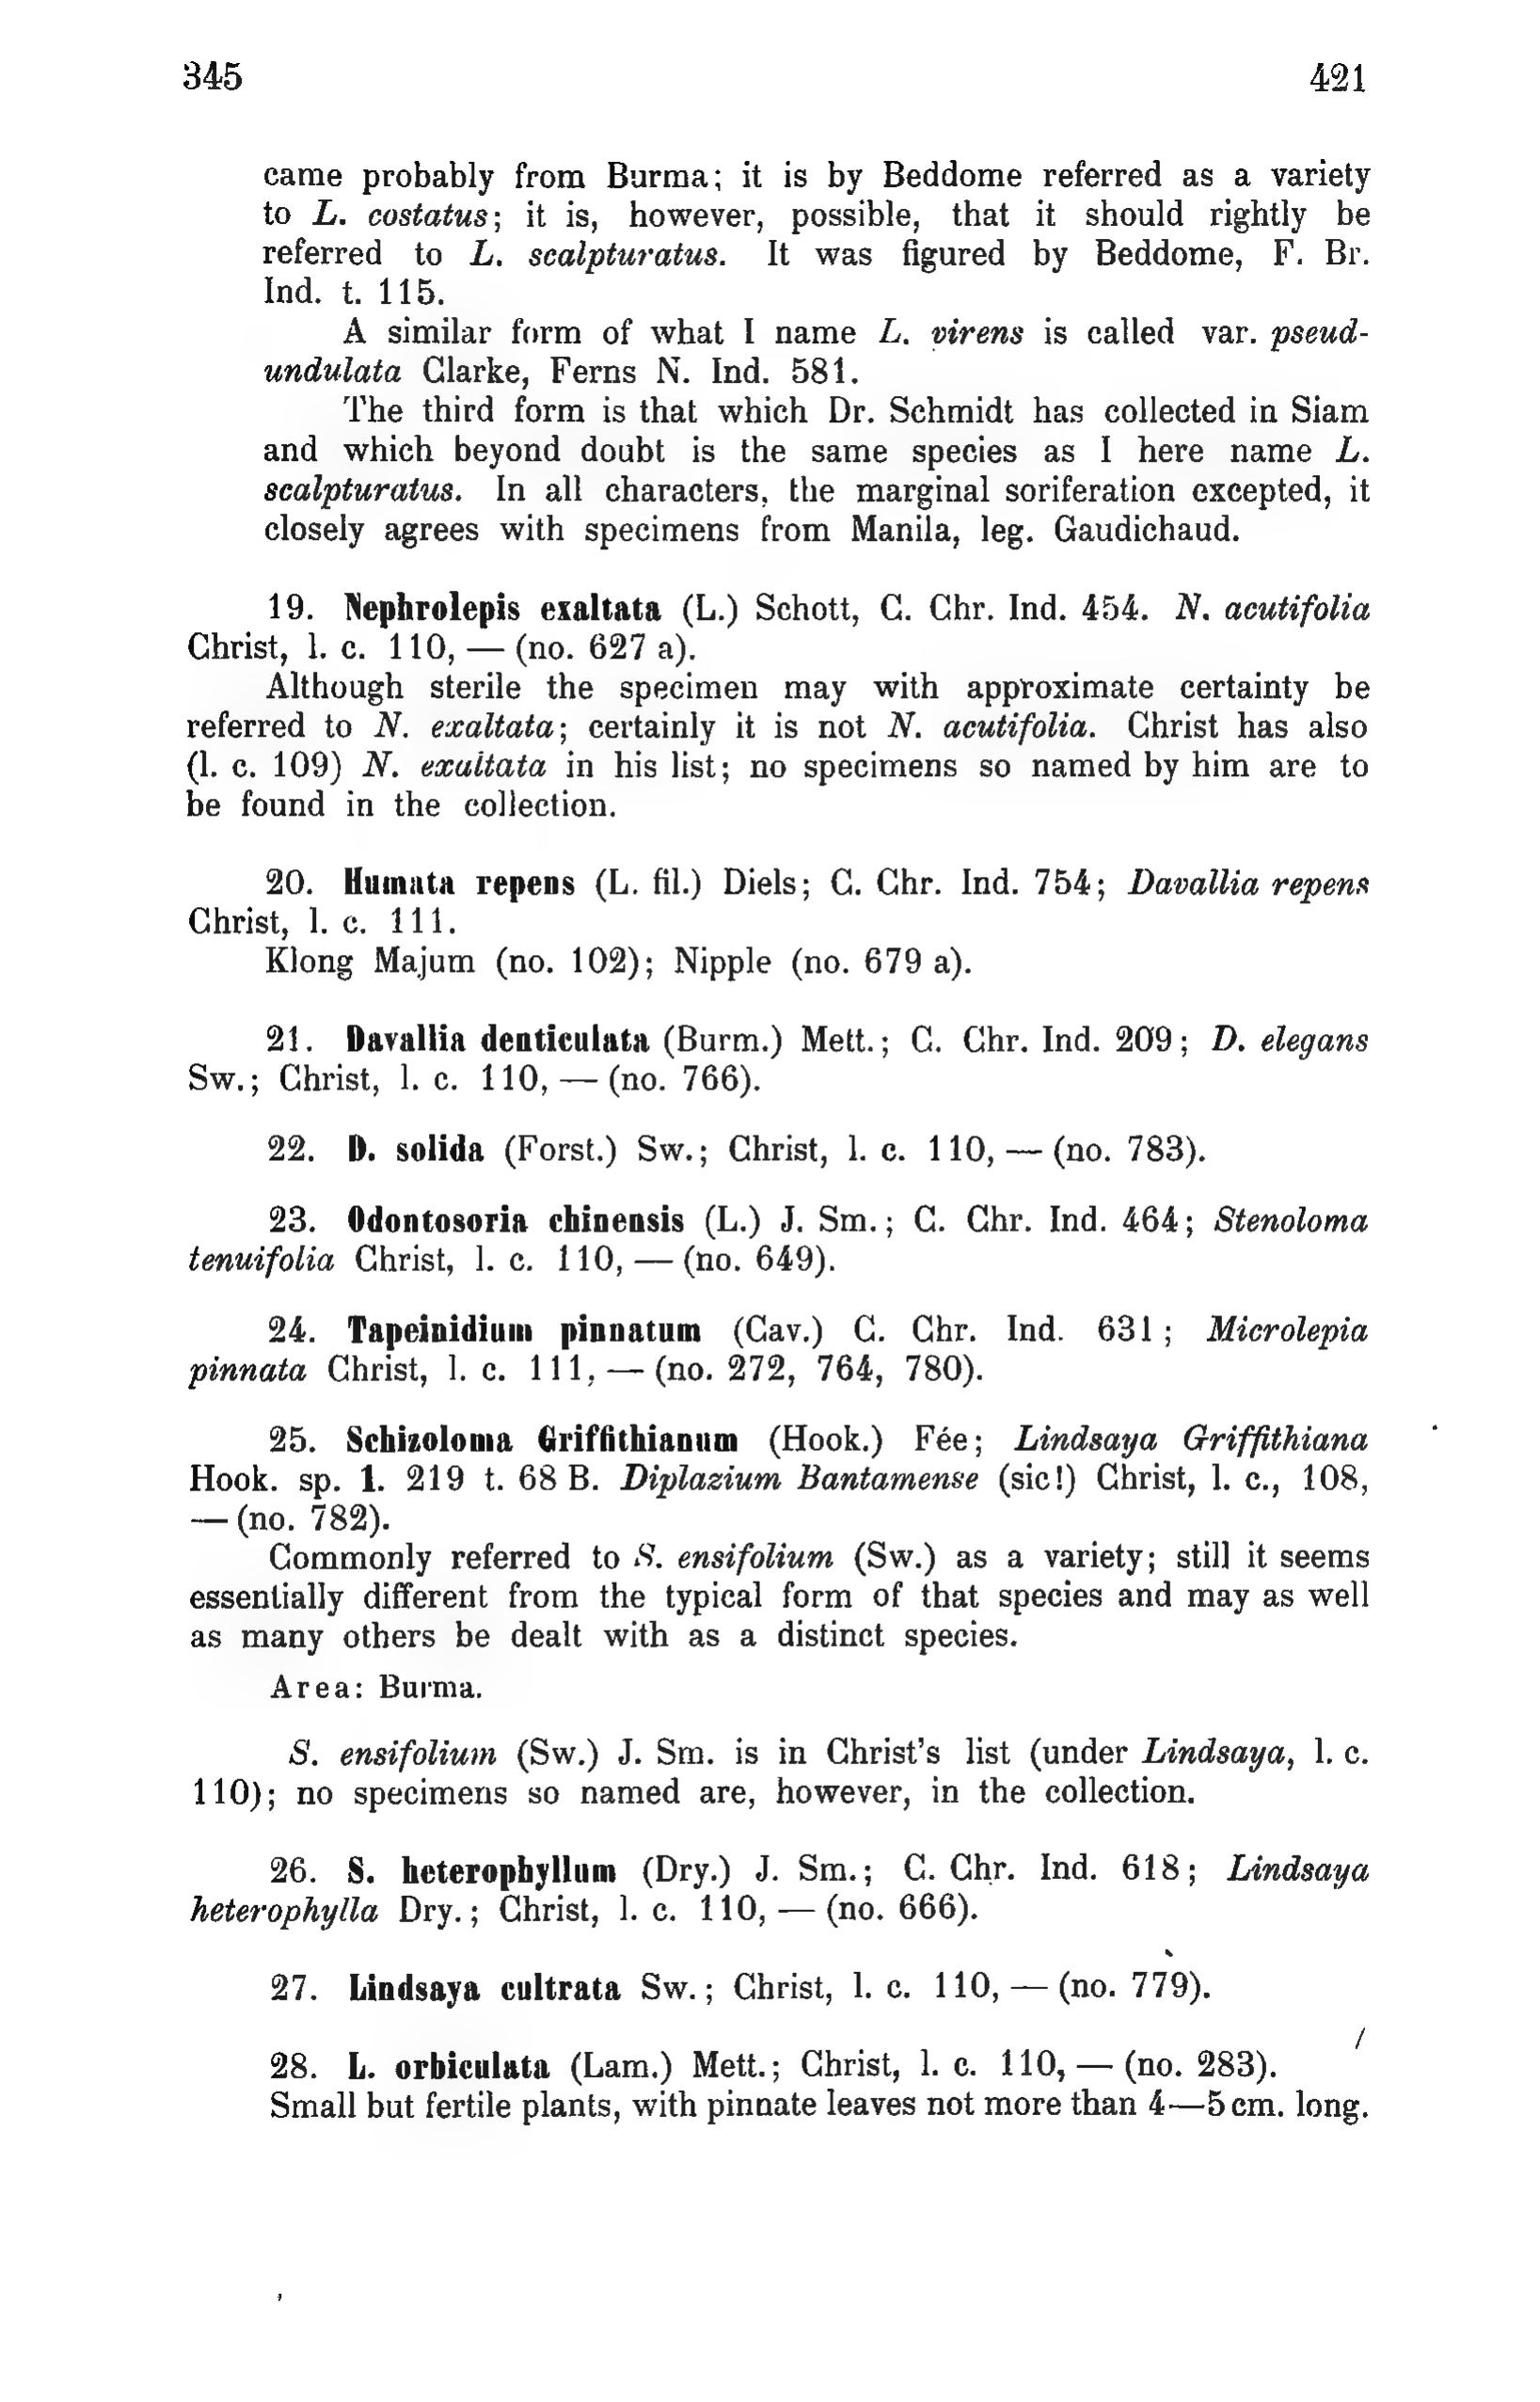 345 421
came probably from Burma; it is by Beddome referred as a variety
to L. costatus; it is, however, possible, that it should rightly be
referred to L. scalpturatus. It was figured by Beddome, F. Br.
Ind. t. 115.
A similar form of what I name L. virens is called var. pseud-
undulata Clarke, Ferns N. Ind. 581.
The third form is that which Dr. Schmidt has collected in Siam
and which beyond doubt is the same species as I here name L.
scalpturatus. In all characters, the marginal soriferation excepted, it
closely agrees with specimens from Manila, leg. Gaudichaud.
19. Nephrolepis exaltata (L.) Schott, C. Chr. Ind. 454. N. acutifolia
Christ, l. c. 110, — (no. 627 a).
Although sterile the specimen may with approximate certainty be
referred to N. exaltata; certainly it is not N. acutifolia. Christ has also
(l. c. 109) N. exaltata in his list; no specimens so named by him are to
be found in the collection.
20. Humata repens (L. fil.) Diels; C. Chr. Ind. 754; Davallia repens
Christ, l. c. 111.
Klong Majum (no. 102); Nipple (no. 679 a).
21. Davallia denticulata (Burm.) Mett.; C. Chr. Ind. 209; D. elegans
Sw.; Christ, l. c. 110, — (no. 766).
22. D. solida (Forst.) Sw.; Christ, l. c. 110, — (no. 783).
23. Odontosoria chinensis (L.) J. Sm.; C. Chr. Ind. 464; Stenoloma
tenuifolia Christ, l. c. 110, — (no. 649).
24. Tapeinidium pinnatum (Cav.) C. Chr. Ind. 631; Microlepia
pinnata Christ, l. c. 111, — (no. 272, 764, 780).
25. Schizoloma Griffithianum (Hook.) Fée; Lindsaya Griffithiana
Hook. sp. 1. 219 t. 68 B. Diplazium Bantamense (sic!) Christ, l. c., 108,
— (no. 782).
Commonly referred to S. ensifolium (Sw.) as a variety; still it seems
essentially different from the typical form of that species and may as well
as many others be dealt with as a distinct species.
Area: Burma.
S. ensifolium (Sw.) J. Sm. is in Christ's list (under Lindsaya, l. c.
110); no specimens so named are, however, in the collection.
26. S. heterophyllum (Dry.) J. Sm.; C. Chr. Ind. 618; Lindsaya
heterophylla Dry.; Christ, l. c. 110, — (no. 666).
27. Lindsaya cultrata Sw.; Christ, l. c. 110, — (no. 779).
28. L. orbiculata (Lam.) Mett.; Christ, l. c. 110, — (no. 283).
Small but fertile plants, with pinnate leaves not more than 4—5 cm. long.